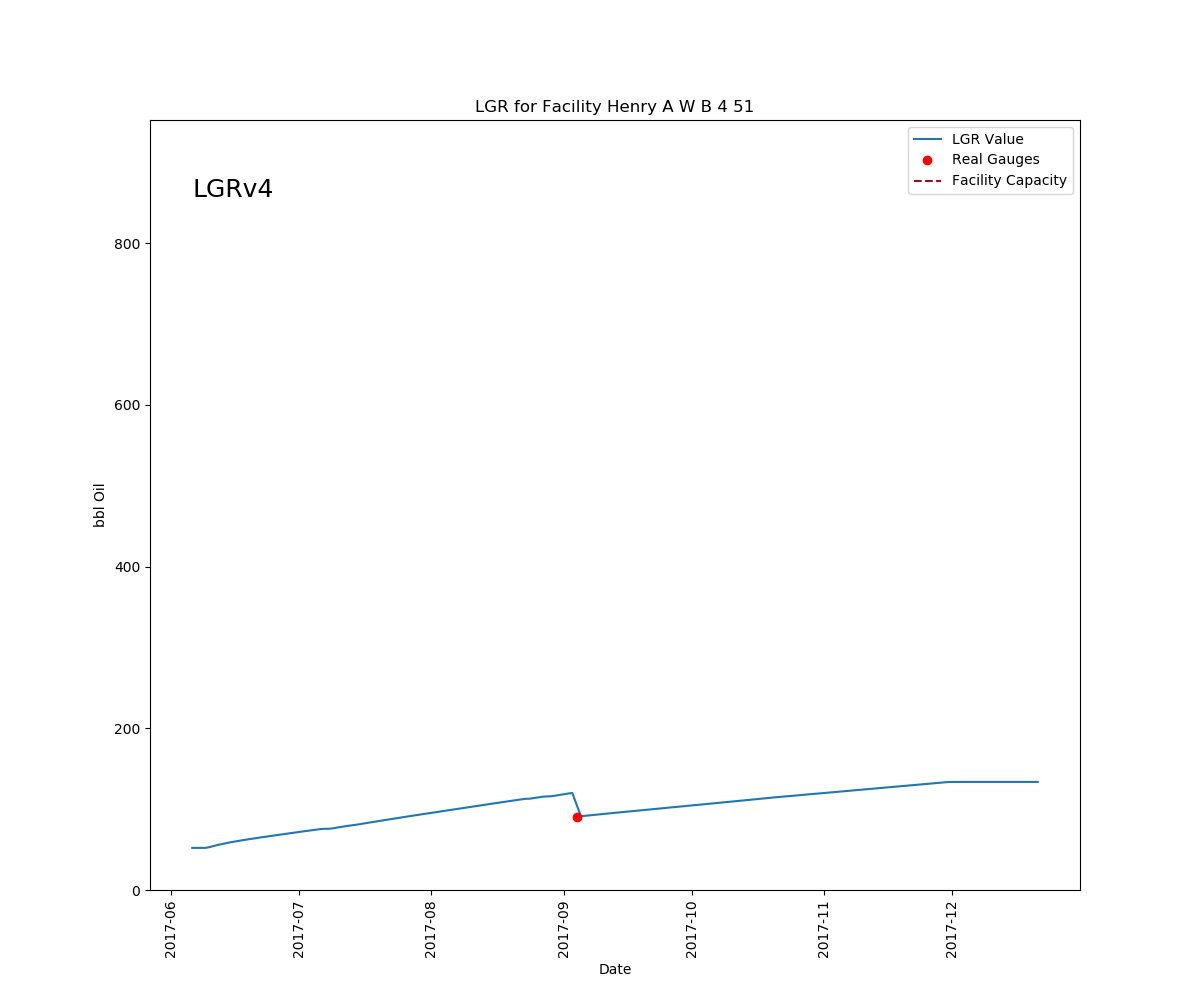 LGR for Facility Henry A W B 4 51
LGR Value
Real Gauges
Facility Capacity
LGRv4
800
600
400
200
0
bbl Oil
2017-06
2017-07
2017-08
2017-09
2017-10
2017-11
2017-12
Date